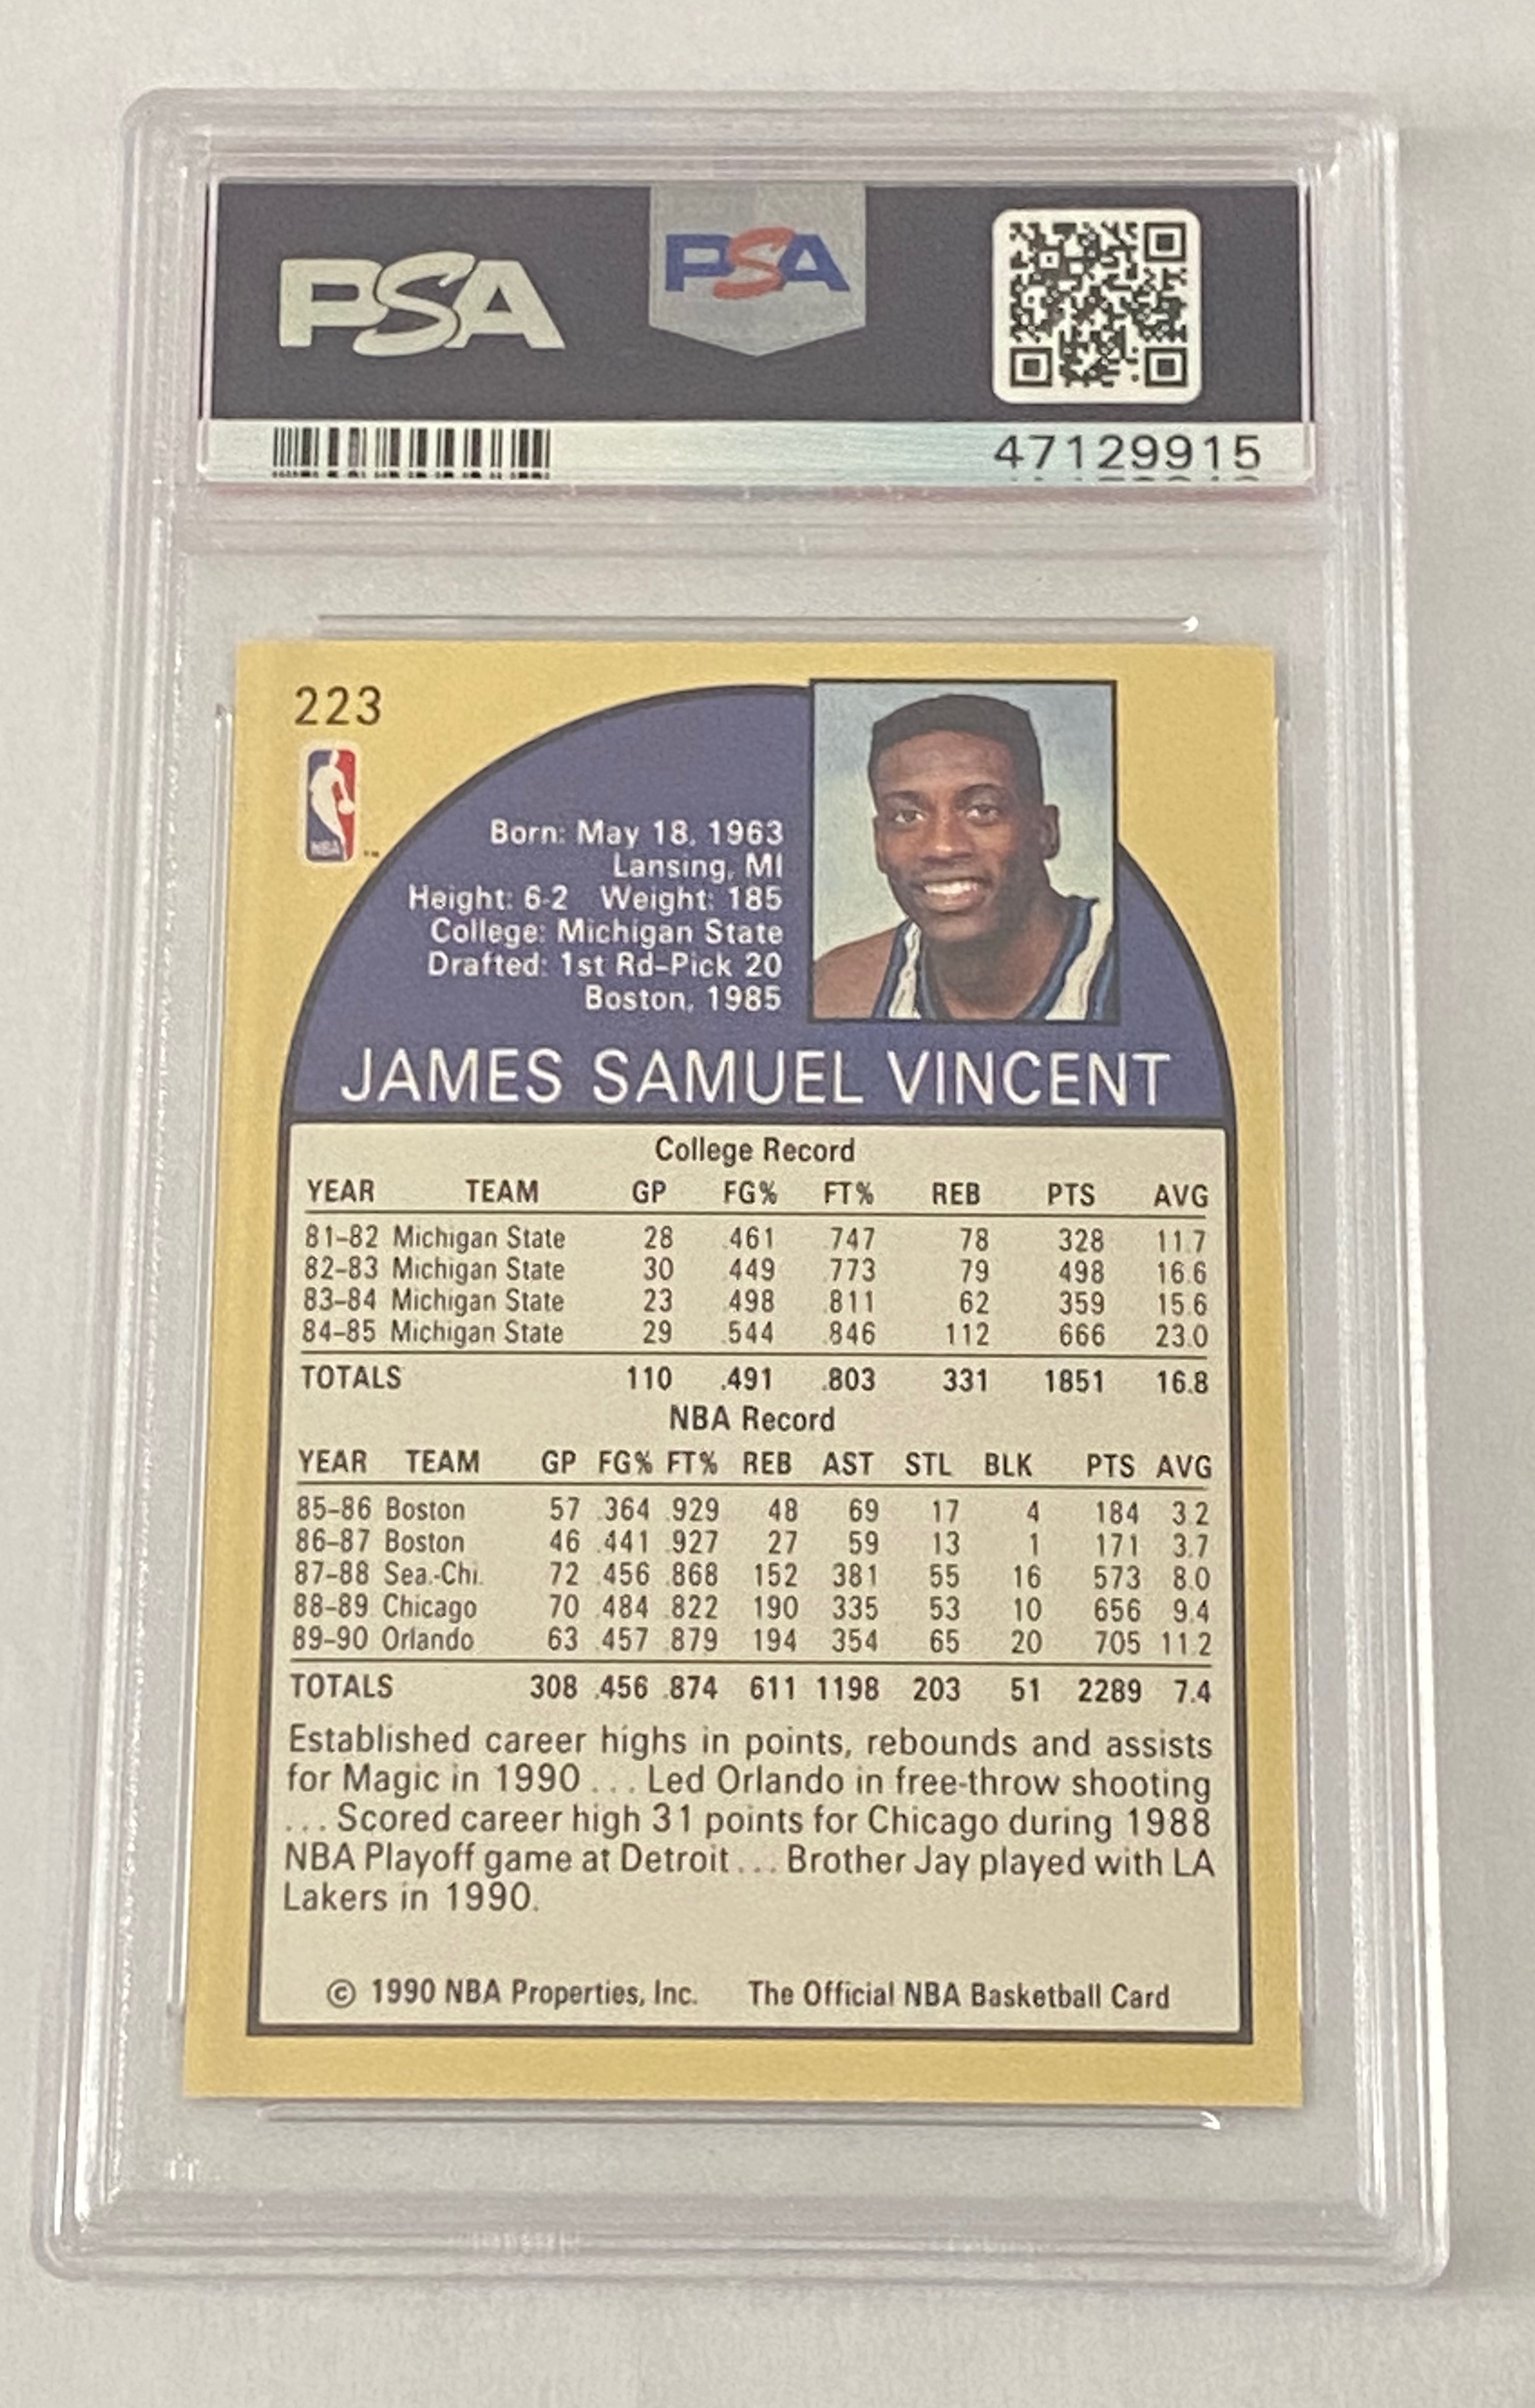 PSA
PSA
47129915
223
NBA
Born: May 18, 1963
Lansing, MI
Height: 6-2 Weight: 185
College: Michigan State
Drafted: 1st Rd-Pick 20
Boston, 1985
JAMES SAMUEL VINCENT
College Record
YEAR TEAM GP FG% FT% REB PTS AVG
81-82 Michigan State 28 .461 .747 78 328 11.7
82-83 Michigan State 30 .449 .773 79 498 16.6
83-84 Michigan State 23 .498 .811 62 359 15.6
84-85 Michigan State 29 .544 .846 112 666 23.0
TOTALS 110 .491 .803 331 1851 16.8
NBA Record
YEAR TEAM GP FG% FT% REB AST STL BLK PTS AVG
85-86 Boston 57 .364 .929 48 69 17 4 184 3.2
86-87 Boston 46 .441 .927 27 59 13 1 171 3.7
87-88 Sea.-Chi. 72 .456 .868 152 381 55 16 573 8.0
88-89 Chicago 70 .484 .822 190 335 53 10 656 9.4
89-90 Orlando 63 .457 .879 194 354 65 20 705 11.2
TOTALS 308 .456 .874 611 1198 203 51 2289 7.4
Established career highs in points, rebounds and assists
for Magic in 1990 ... Led Orlando in free-throw shooting
... Scored career high 31 points for Chicago during 1988
NBA Playoff game at Detroit ... Brother Jay played with LA
Lakers in 1990.
© 1990 NBA Properties, Inc. The Official NBA Basketball Card